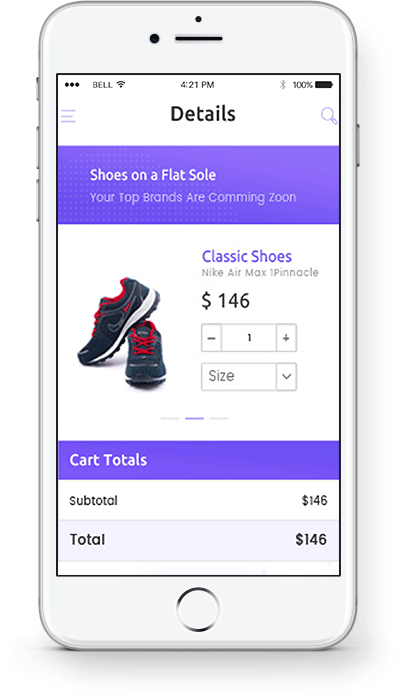 BELL 4:21 PM 100%
Details
Shoes on a Flat Sole
Your Top Brands Are Comming Zoon
Classic Shoes
Nike Air Max 1Pinnacle
$ 146
− 1 +
Size
Cart Totals
Subtotal $146
Total $146